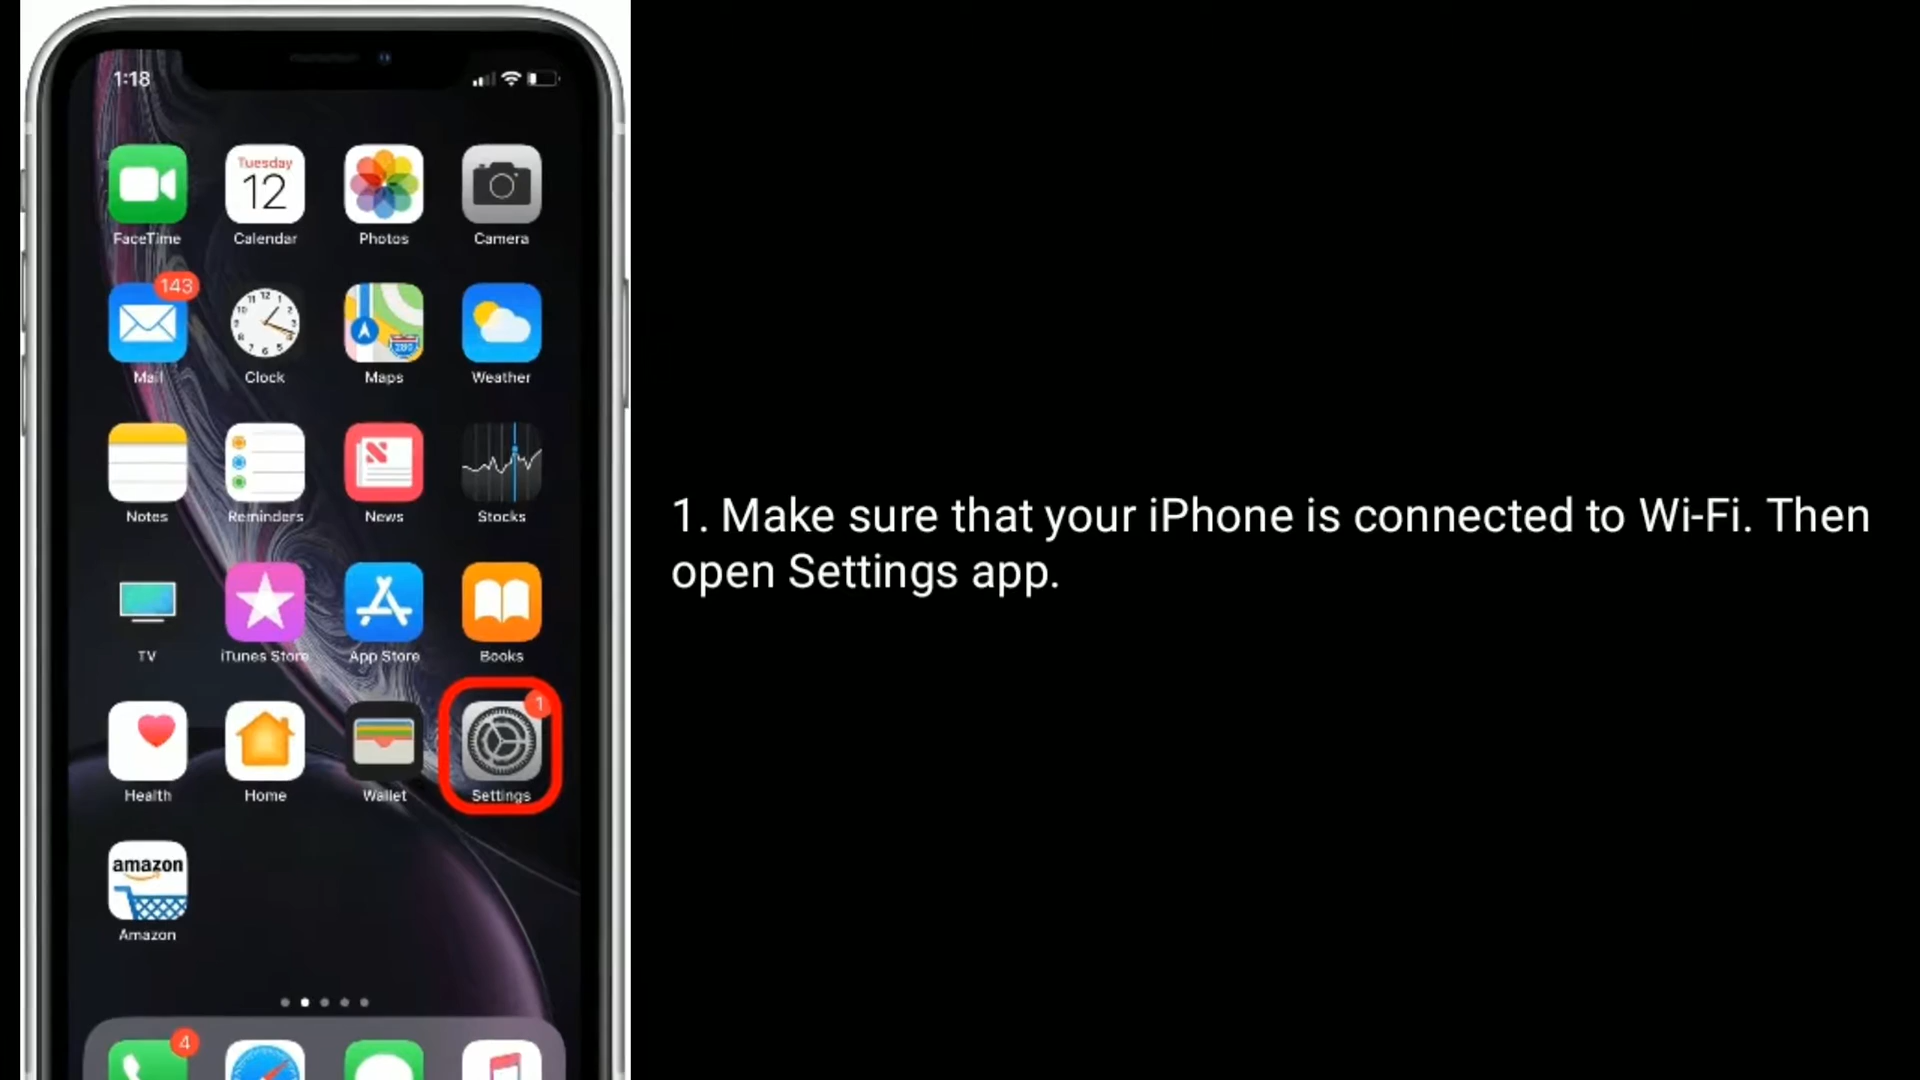 1:18
Tuesday
12
FaceTime
Calendar
Photos
Camera
143
280
Mail
Clock
Maps
Weather
Notes
Reminders
News
Stocks
TV
iTunes Store
App Store
Books
1
Health
Home
Wallet
Settings
amazon
Amazon
4
1. Make sure that your iPhone is connected to Wi-Fi. Then
open Settings app.